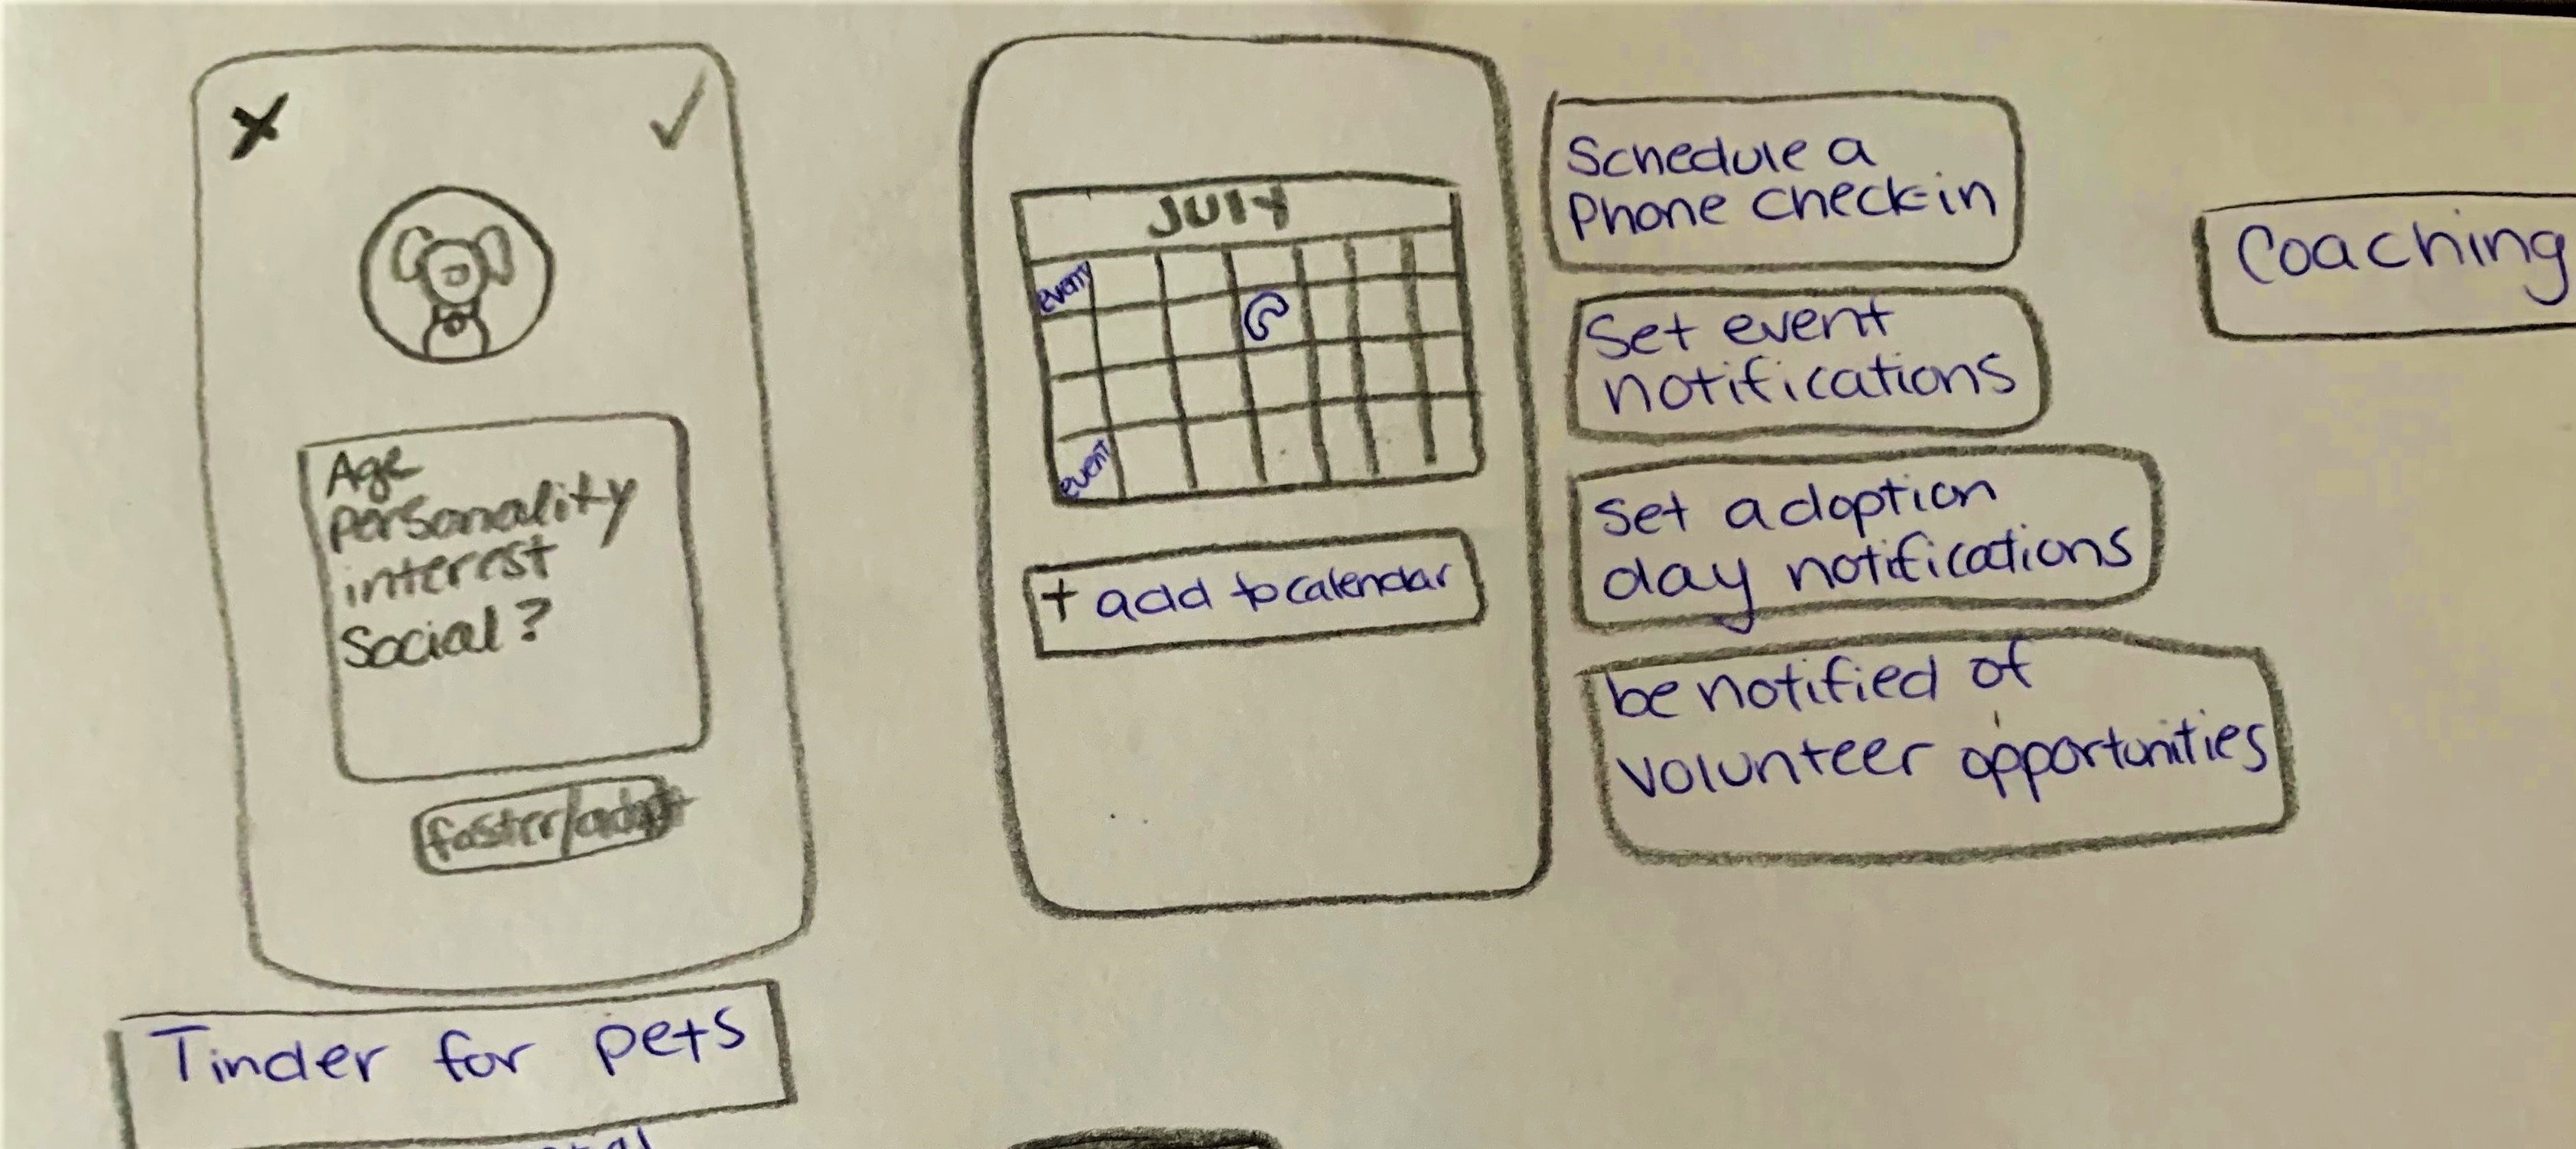 Age
personality
interest
Social?
foster/adopt
Tinder for pets
JULY
event
event
+ add to calendar
Schedule a
Phone check-in
Set event
notifications
set adoption
day notifications
be notified of
volunteer opportunities
Coaching